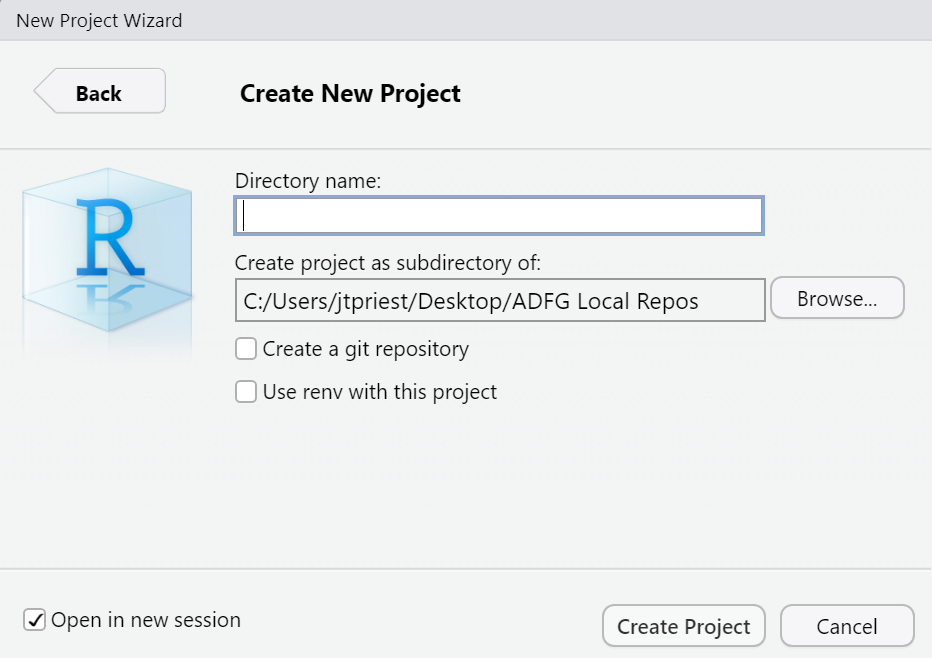 New Project Wizard
Back
Create New Project
R
Directory name:
Create project as subdirectory of:
C:/Users/jtpriest/Desktop/ADFG Local Repos
Browse...
Create a git repository
Use renv with this project
Open in new session
Create Project
Cancel